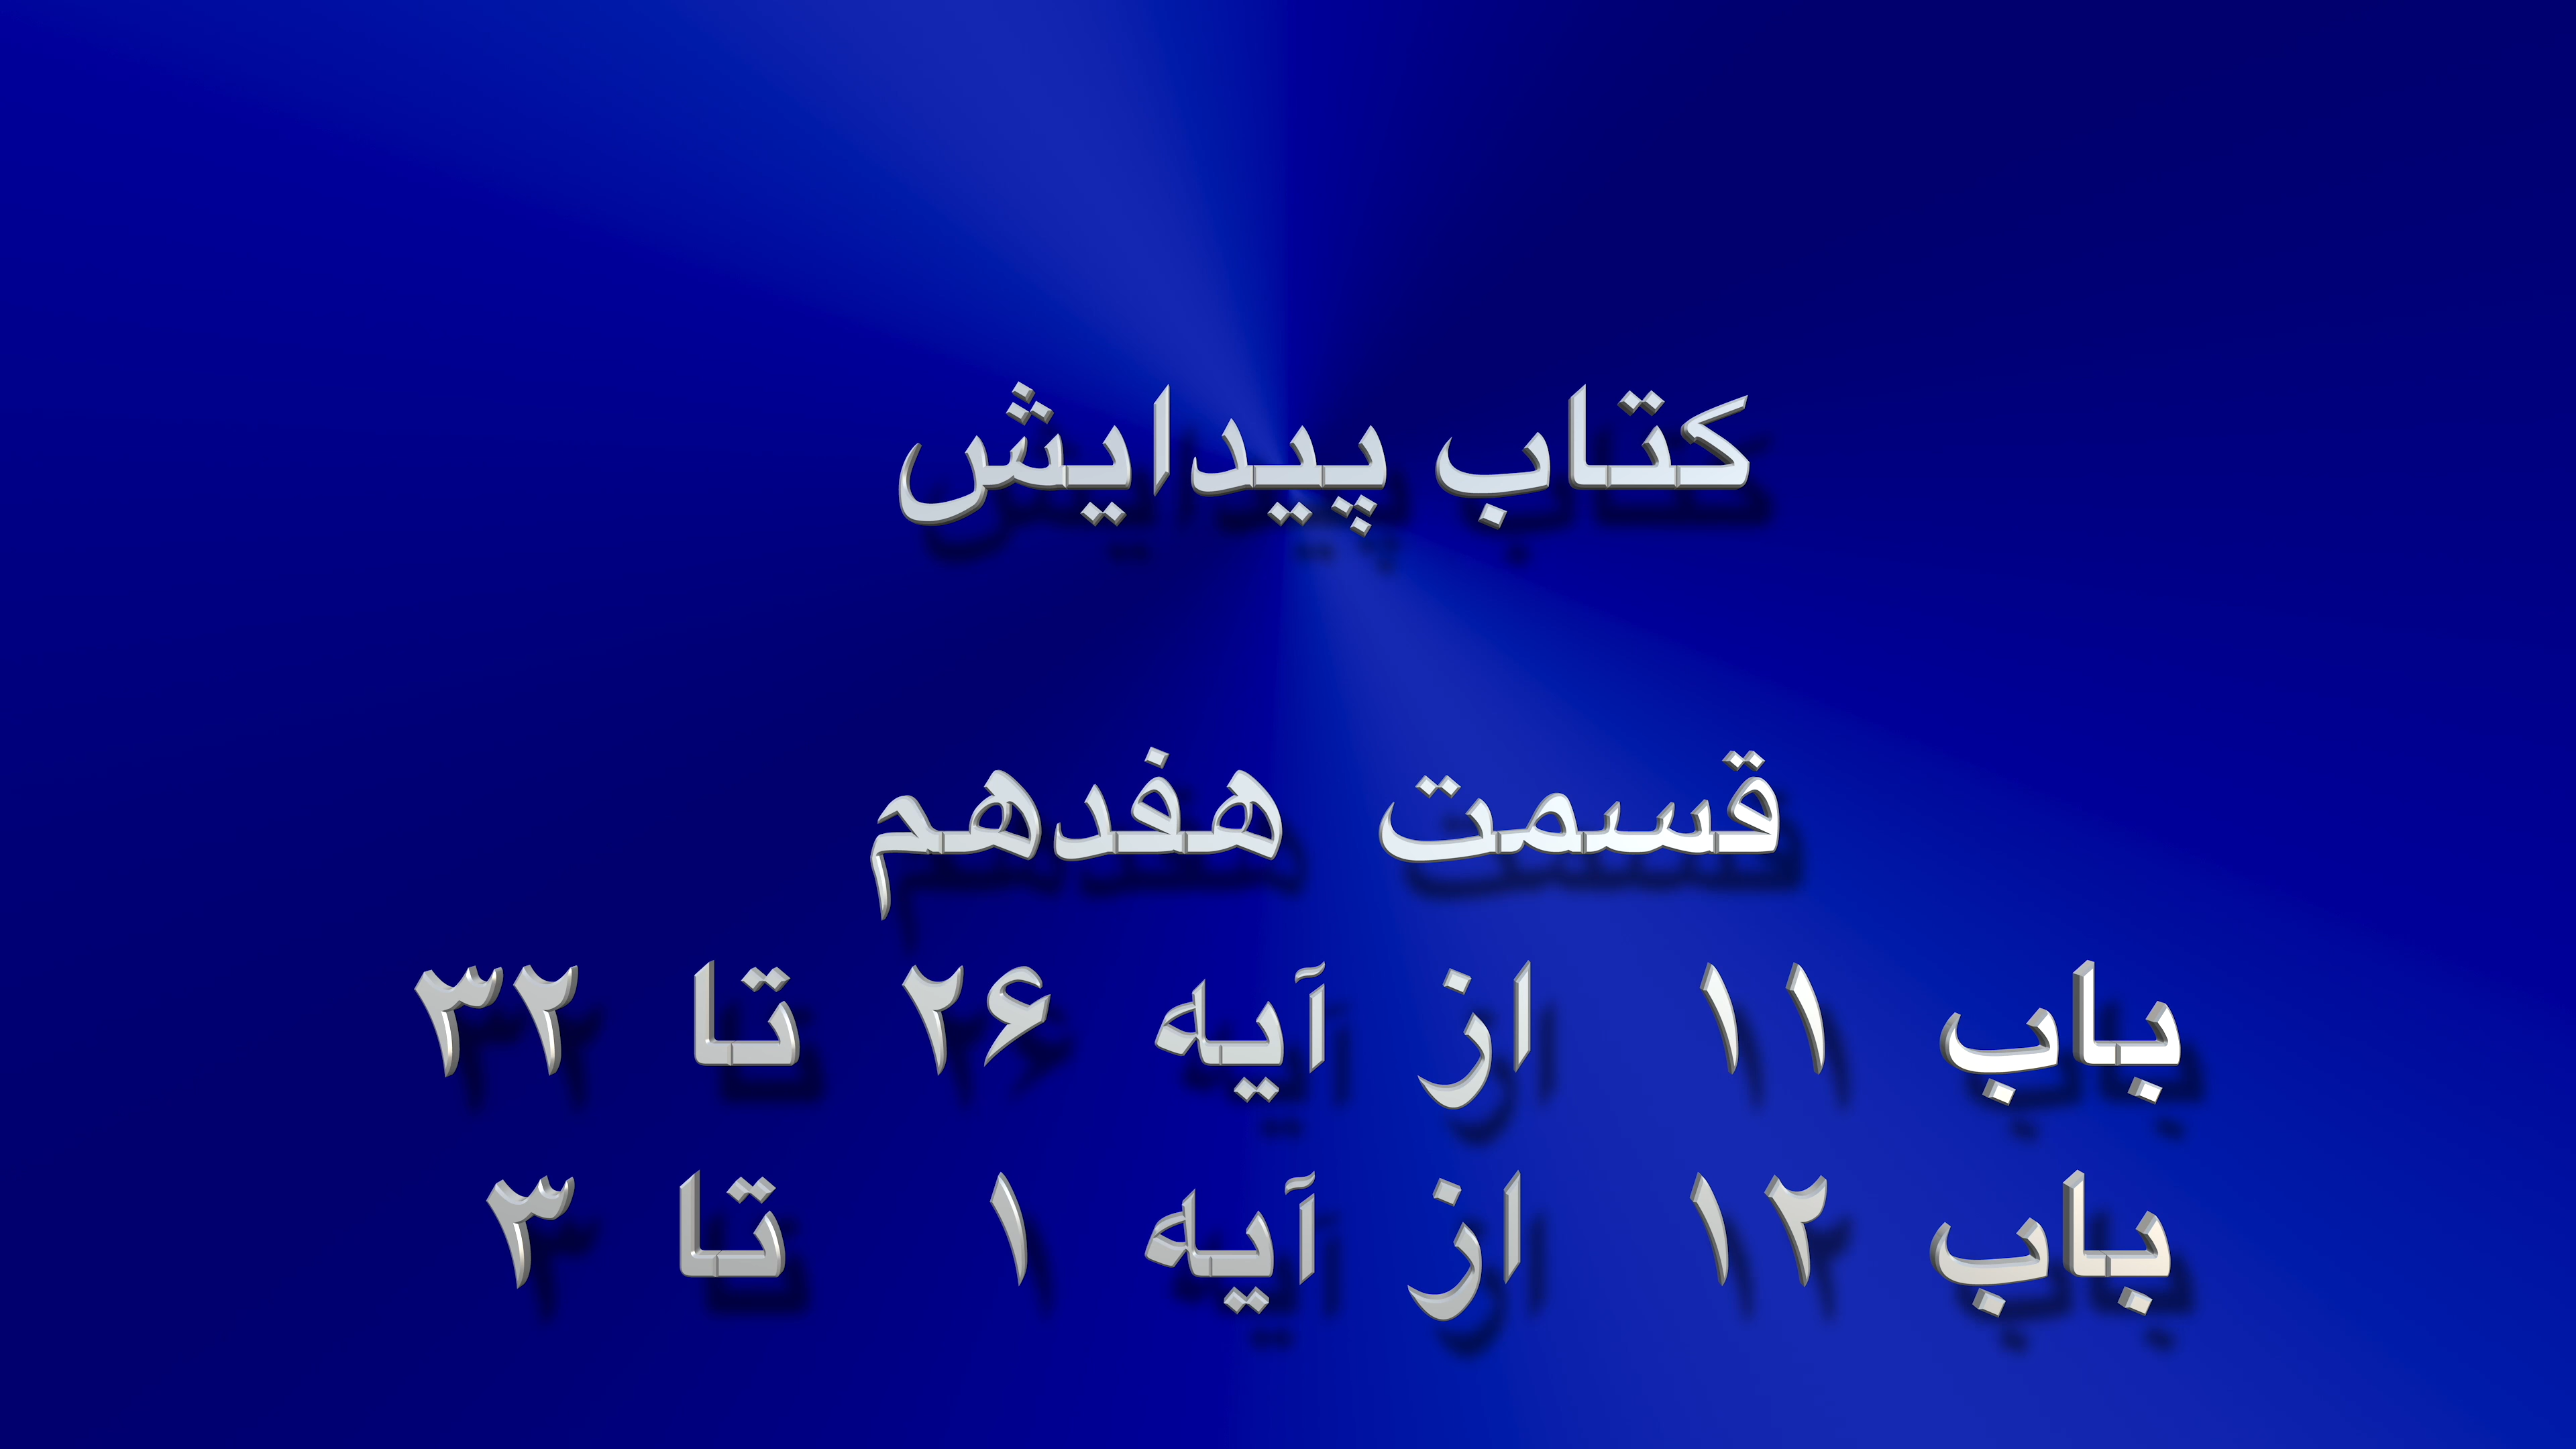 کتاب پیدایش
قسمت هفدهم
باب ۱۱ از آیه ۲۶ تا ۳۲
باب ۱۲ از آیه ۱ تا ۳